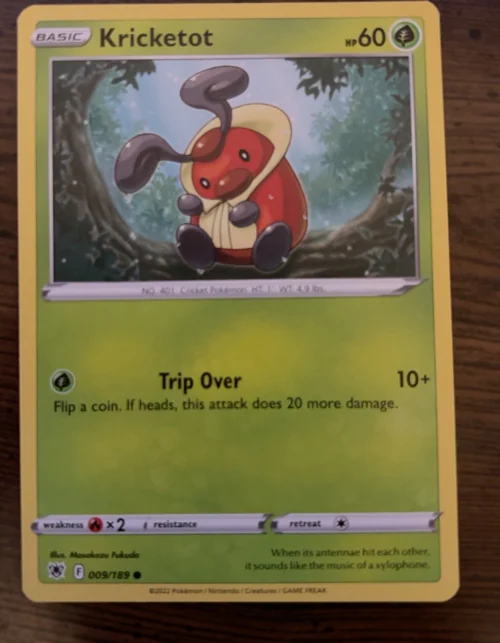 BASIC Kricketot HP60
NO. 401 Cricket Pokémon HT: 1' WT: 4.9 lbs.
Trip Over 10+
Flip a coin. If heads, this attack does 20 more damage.
weakness ×2 resistance retreat
Illus. Masakazu Fukuda
When its antennae hit each other,
it sounds like the music of a xylophone.
F 009/189
©2022 Pokémon / Nintendo / Creatures / GAME FREAK